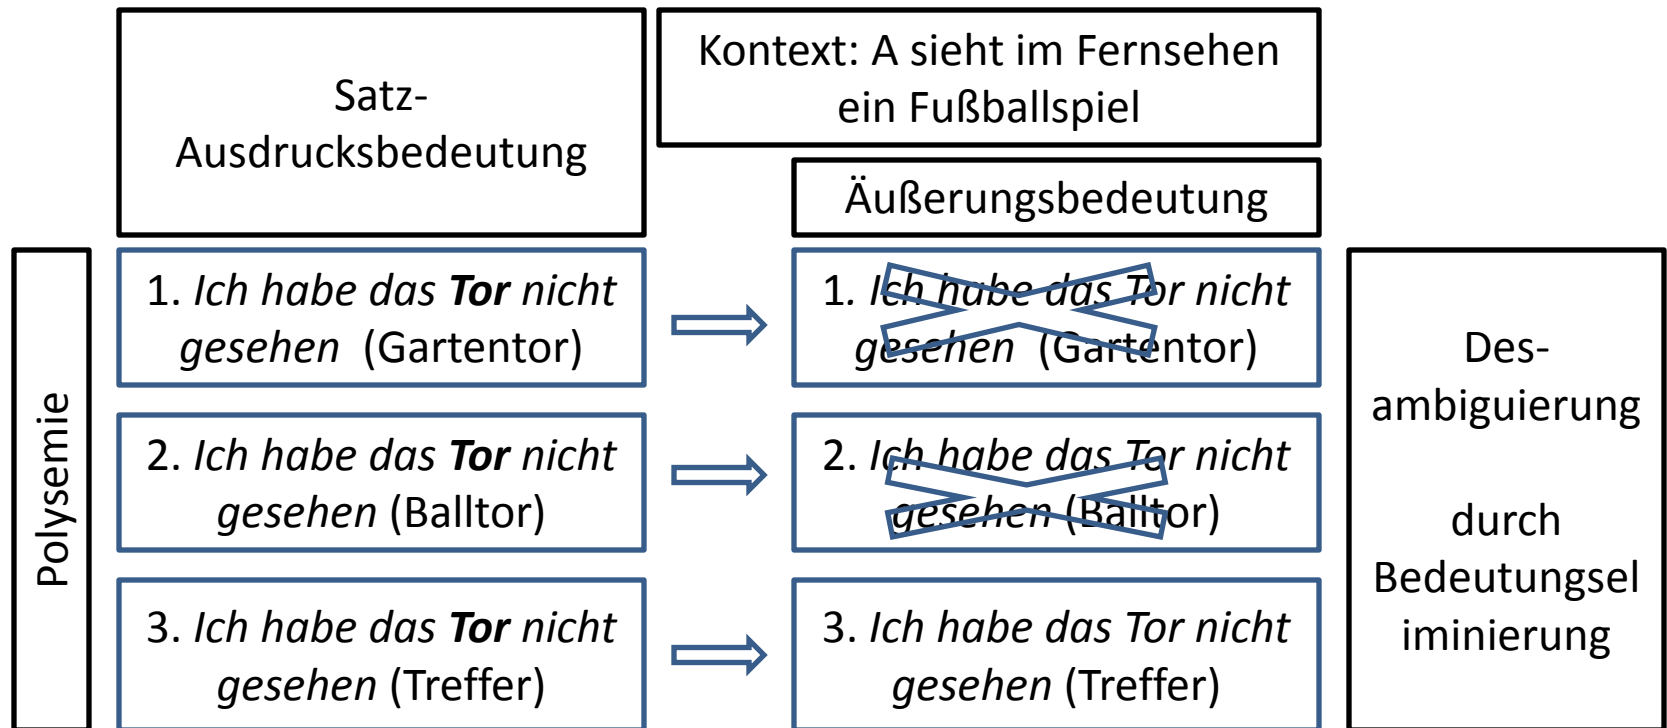 Satz-
Ausdrucksbedeutung
Kontext: A sieht im Fernsehen
ein Fußballspiel
Äußerungsbedeutung
Polysemie
1. Ich habe das Tor nicht
gesehen (Gartentor)
1. Ich habe das Tor nicht
gesehen (Gartentor)
2. Ich habe das Tor nicht
gesehen (Balltor)
2. Ich habe das Tor nicht
gesehen (Balltor)
3. Ich habe das Tor nicht
gesehen (Treffer)
3. Ich habe das Tor nicht
gesehen (Treffer)
Des-
ambiguierung
durch
Bedeutungsel
iminierung